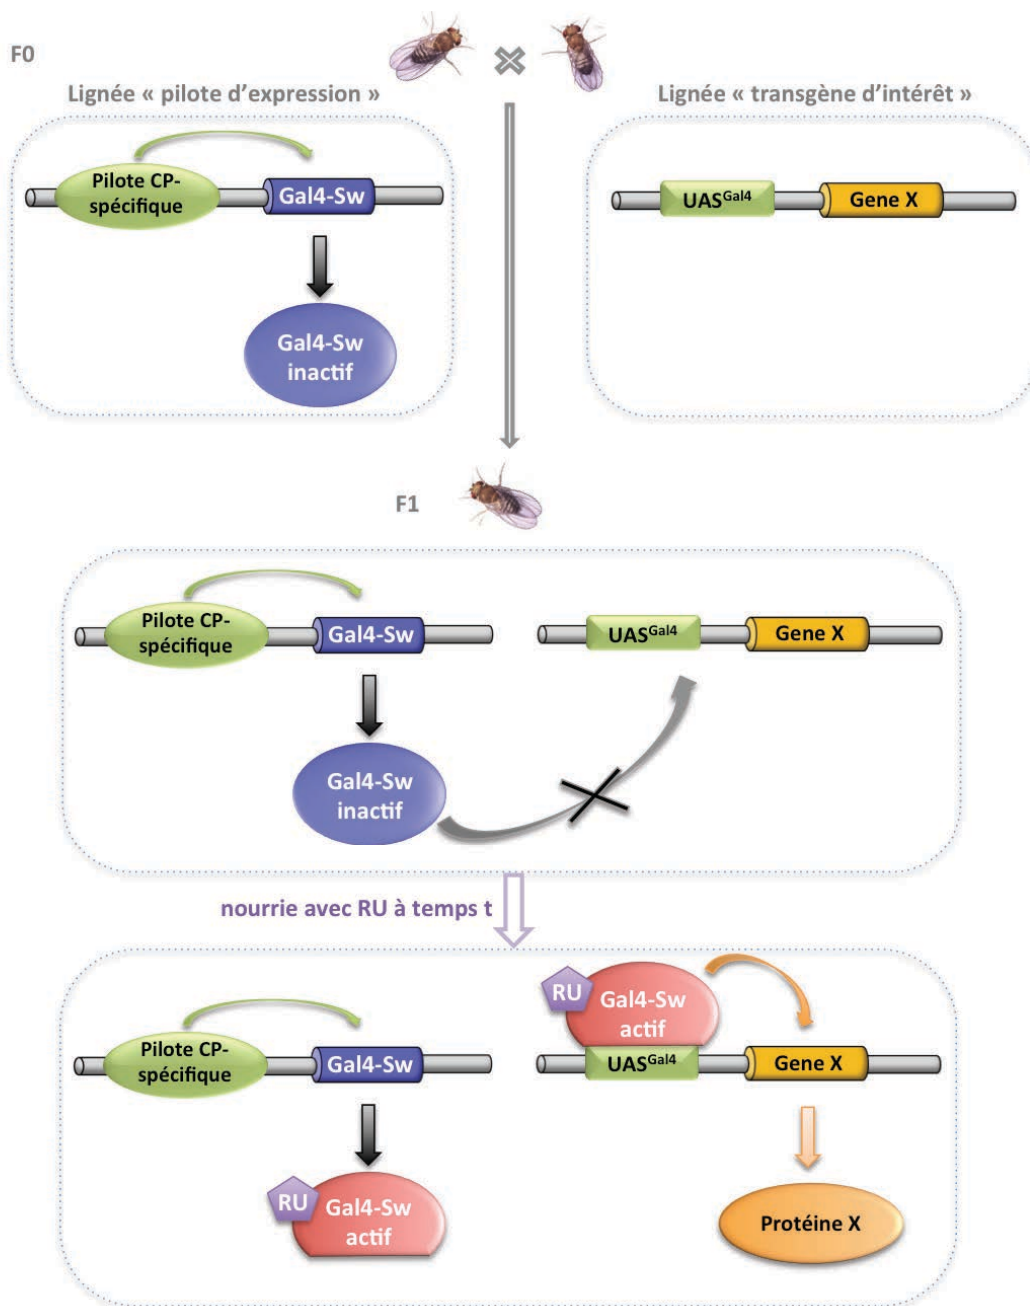 F0
Lignée « pilote d'expression »
Lignée « transgène d'intérêt »
Pilote CP-
spécifique
Gal4-Sw
UASGal4
Gene X
Gal4-Sw
inactif
F1
Pilote CP-
spécifique
Gal4-Sw
UASGal4
Gene X
Gal4-Sw
inactif
nourrie avec RU à temps t
RU
Gal4-Sw
actif
Pilote CP-
spécifique
Gal4-Sw
UASGal4
Gene X
RU
Gal4-Sw
actif
Protéine X